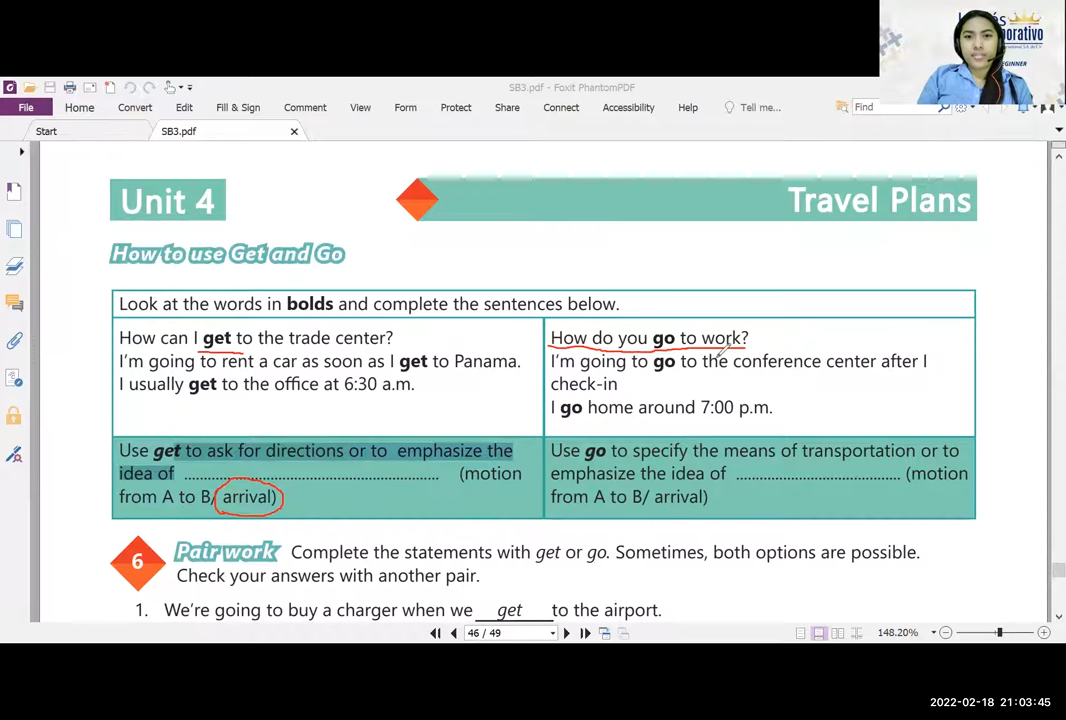 Inglés
Corporativo
BEGINNER
SB3.pdf - Foxit PhantomPDF
File Home Convert Edit Fill & Sign Comment View Form Protect Share Connect Accessibility Help Tell me... Find
Start SB3.pdf
Unit 4
Travel Plans
How to use Get and Go
Look at the words in bolds and complete the sentences below.
How can I get to the trade center?
I'm going to rent a car as soon as I get to Panama.
I usually get to the office at 6:30 a.m.
How do you go to work?
I'm going to go to the conference center after I
check-in
I go home around 7:00 p.m.
Use get to ask for directions or to emphasize the
idea of ................................................ (motion
from A to B/ arrival)
Use go to specify the means of transportation or to
emphasize the idea of ................................ (motion
from A to B/ arrival)
6 Pair work Complete the statements with get or go. Sometimes, both options are possible.
Check your answers with another pair.
1. We're going to buy a charger when we get to the airport.
46 / 49
148.20%
2022-02-18 21:03:45